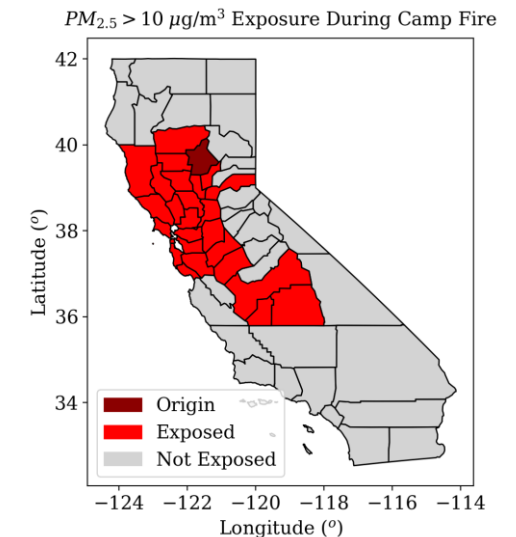 PM2.5 > 10 μg/m3 Exposure During Camp Fire
42
40
38
36
34
Latitude (o)
Origin
Exposed
Not Exposed
−124 −122 −120 −118 −116 −114
Longitude (o)